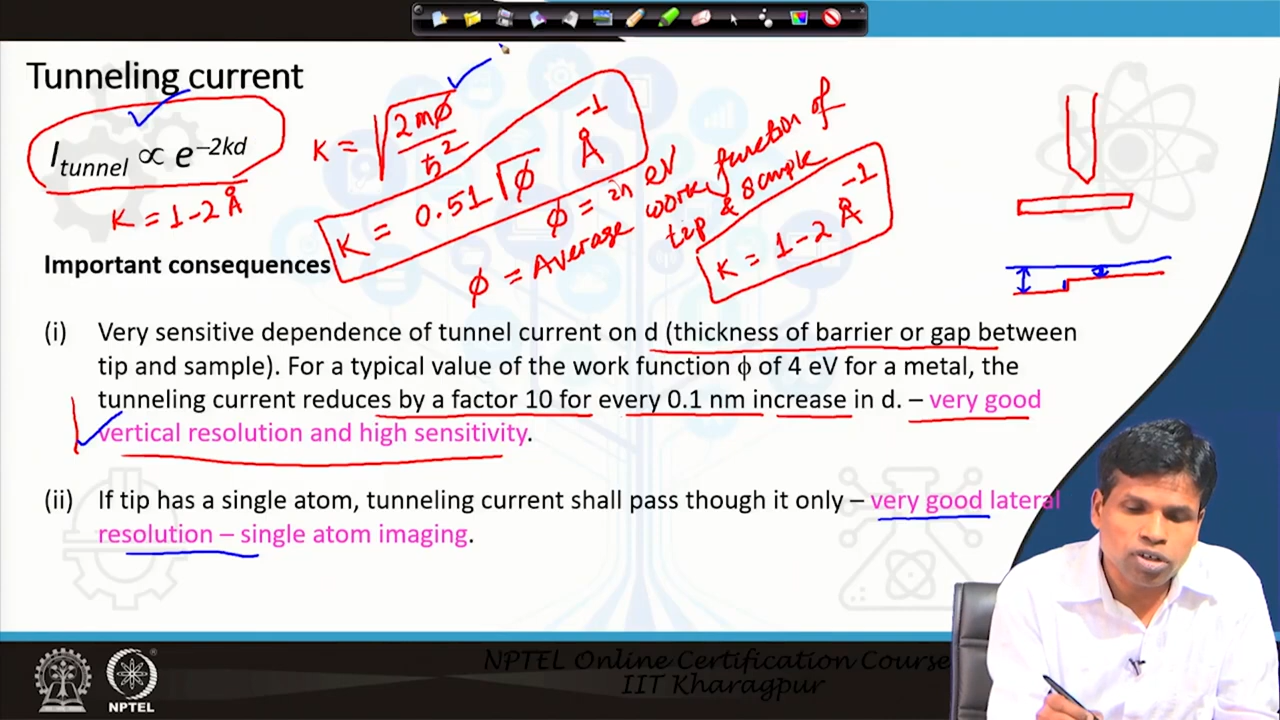 Tunneling current
I tunnel ∝ e^–2kd
K = 1-2 Å
K = √(2mϕ/ħ²)
K = 0.51 √ϕ Å^-1
ϕ = in eV
ϕ = Average work function of
tip & sample
K = 1-2 Å^-1
Important consequences
(i) Very sensitive dependence of tunnel current on d (thickness of barrier or gap between
tip and sample). For a typical value of the work function ϕ of 4 eV for a metal, the
tunneling current reduces by a factor 10 for every 0.1 nm increase in d. – very good
vertical resolution and high sensitivity.
(ii) If tip has a single atom, tunneling current shall pass though it only – very good lateral
resolution – single atom imaging.
NPTEL Online Certification Course
IIT Kharagpur
NPTEL